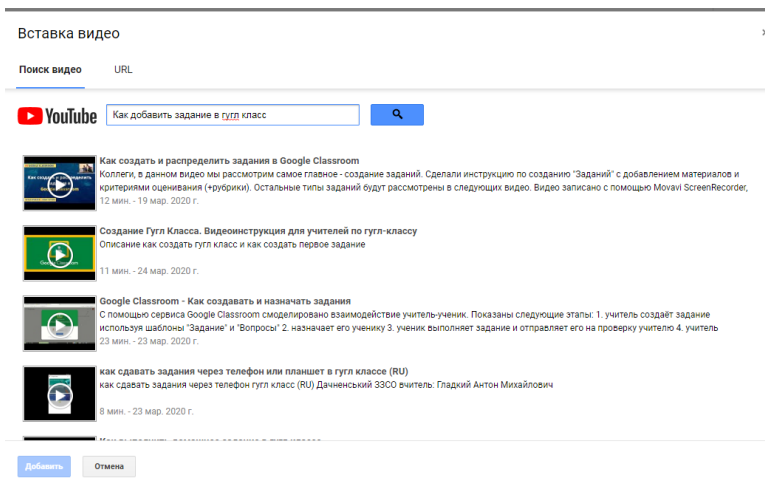 Вставка видео
Поиск видео
URL
YouTube
Как добавить задание в гугл класс
Как создать и распределить задания в Google Classroom
Коллеги, в данном видео мы рассмотрим самое главное - создание заданий. Сделали инструкцию по созданию "Заданий" с добавлением материалов и
критериями оценивания (+рубрики). Остальные типы заданий будут рассмотрены в следующих видео. Видео записано с помощью Movavi ScreenRecorder,
12 мин. - 19 мар. 2020 г.
Создание Гугл Класса. Видеоинструкция для учителей по гугл-классу
Описание как создать гугл класс и как создать первое задание
11 мин. - 24 мар. 2020 г.
Google Classroom - Как создавать и назначать задания
С помощью сервиса Google Classroom смоделировано взаимодействие учитель-ученик. Показаны следующие этапы: 1. учитель создаёт задание
используя шаблоны "Задание" и "Вопросы" 2. назначает его ученику 3. ученик выполняет задание и отправляет его на проверку учителю 4. учитель
23 мин. - 23 мар. 2020 г.
как сдавать задания через телефон или планшет в гугл классе (RU)
как сдавать задания через телефон гугл класс (RU) Дачненський ЗЗСО вчитель: Гладкий Антон Михайлович
8 мин. - 23 мар. 2020 г.
Добавить
Отмена